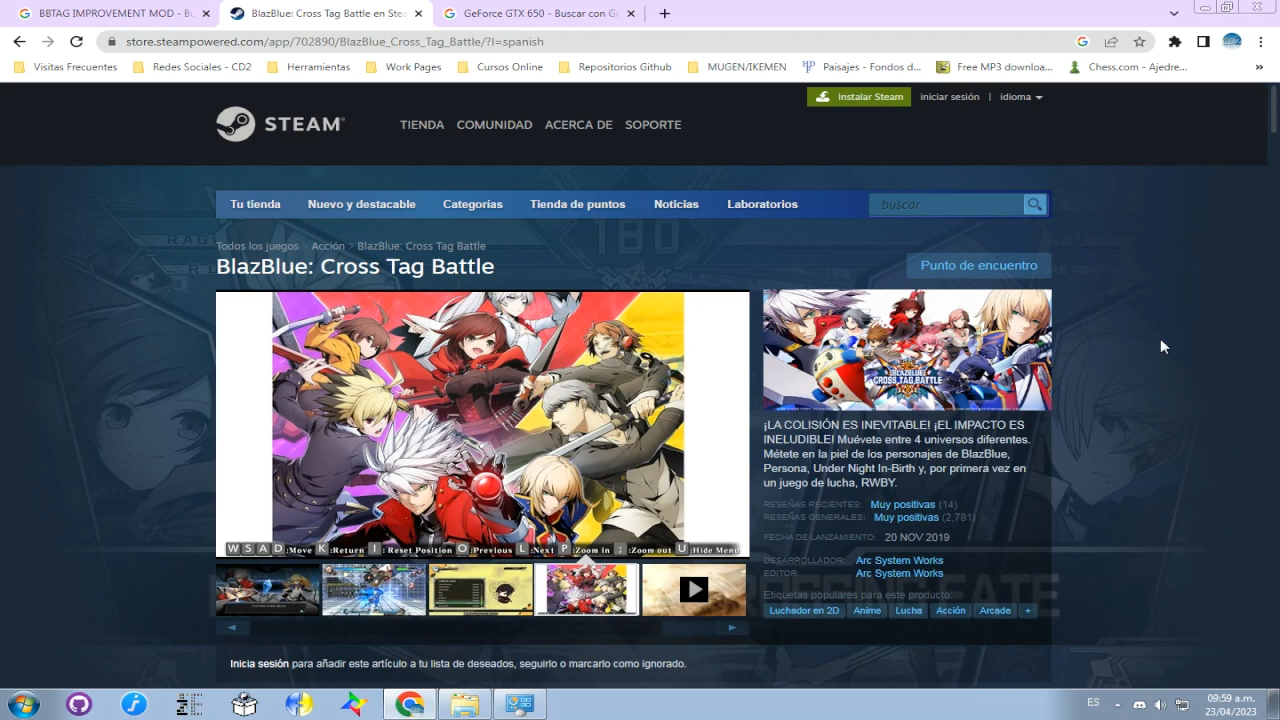 BBTAG IMPROVEMENT MOD - Bu
BlazBlue: Cross Tag Battle en Stea
GeForce GTX 650 - Buscar con Go
store.steampowered.com/app/702890/BlazBlue_Cross_Tag_Battle/?l=spanish
Visitas Frecuentes
Redes Sociales - CD2
Herramientas
Work Pages
Cursos Online
Repositorios Github
MUGEN/IKEMEN
Paisajes - Fondos d...
Free MP3 downloa...
Chess.com - Ajedre...
»
Instalar Steam
iniciar sesión | idioma
STEAM
TIENDA COMUNIDAD ACERCA DE SOPORTE
Tu tienda Nuevo y destacable Categorías Tienda de puntos Noticias Laboratorios
buscar
180
Todos los juegos > Acción > BlazBlue: Cross Tag Battle
BlazBlue: Cross Tag Battle
Punto de encuentro
W S A D :Move K :Return I :Reset Position O :Previous L :Next P :Zoom in ; :Zoom out U :Hide Menu
BLAZBLUE
CROSS TAG BATTLE
¡LA COLISIÓN ES INEVITABLE! ¡EL IMPACTO ES
INELUDIBLE! Muévete entre 4 universos diferentes.
Métete en la piel de los personajes de BlazBlue,
Persona, Under Night In-Birth y, por primera vez en
un juego de lucha, RWBY.
RESEÑAS RECIENTES: Muy positivas (14)
RESEÑAS GENERALES: Muy positivas (2,781)
FECHA DE LANZAMIENTO: 20 NOV 2019
DESARROLLADOR: Arc System Works
EDITOR: Arc System Works
Etiquetas populares para este producto:
Luchador en 2D Anime Lucha Acción Arcade +
Inicia sesión para añadir este artículo a tu lista de deseados, seguirlo o marcarlo como ignorado.
ES
09:59 a.m.
23/04/2023